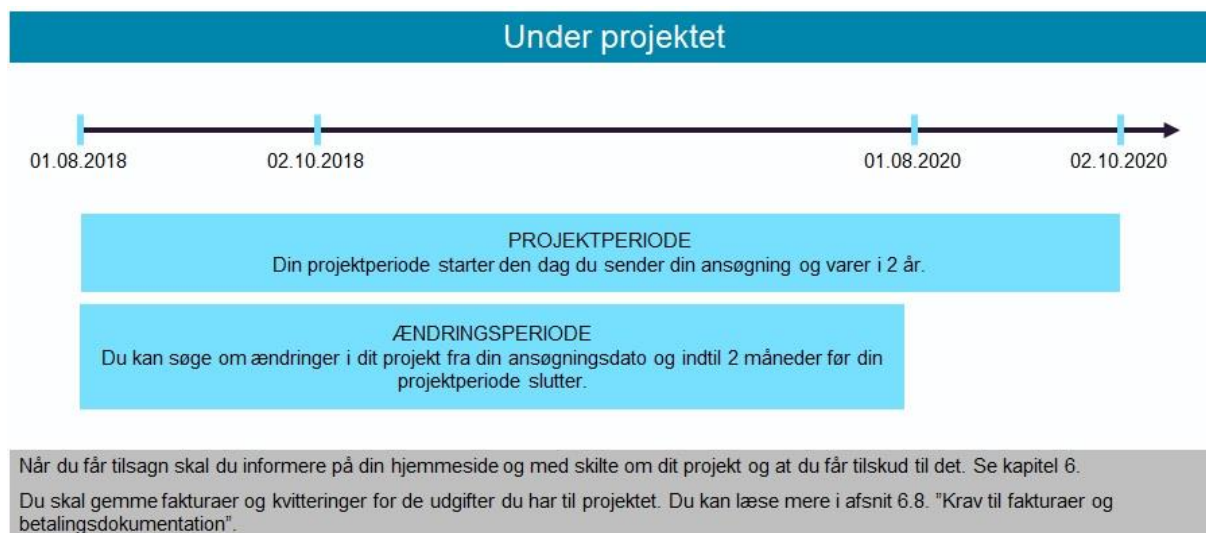 Under projektet
01.08.2018
02.10.2018
01.08.2020
02.10.2020
PROJEKTPERIODE
Din projektperiode starter den dag du sender din ansøgning og varer i 2 år.
ÆNDRINGSPERIODE
Du kan søge om ændringer i dit projekt fra din ansøgningsdato og indtil 2 måneder før din
projektperiode slutter.
Når du får tilsagn skal du informere på din hjemmeside og med skilte om dit projekt og at du får tilskud til det. Se kapitel 6.
Du skal gemme fakturaer og kvitteringer for de udgifter du har til projektet. Du kan læse mere i afsnit 6.8. ”Krav til fakturaer og
betalingsdokumentation”.